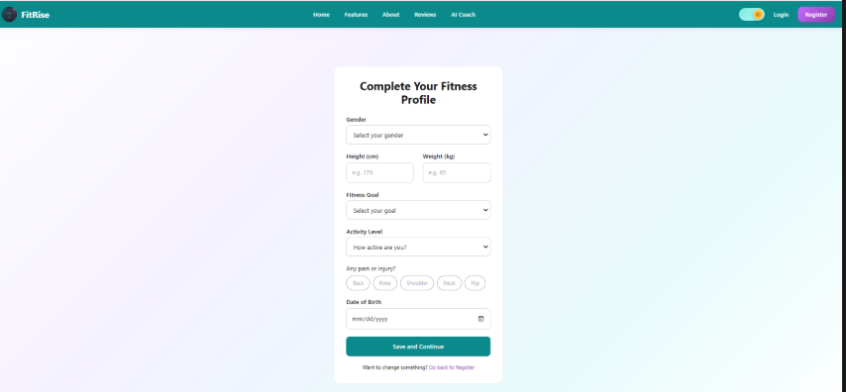 FitRise
Home Features About Reviews AI Coach
Login Register
Complete Your Fitness
Profile
Gender
Select your gender
Height (cm) Weight (kg)
e.g. 170 e.g. 65
Fitness Goal
Select your goal
Activity Level
How active are you?
Any pain or injury?
Back Knee Shoulder Neck Hip
Date of Birth
mm/dd/yyyy
Save and Continue
Want to change something? Go back to Register